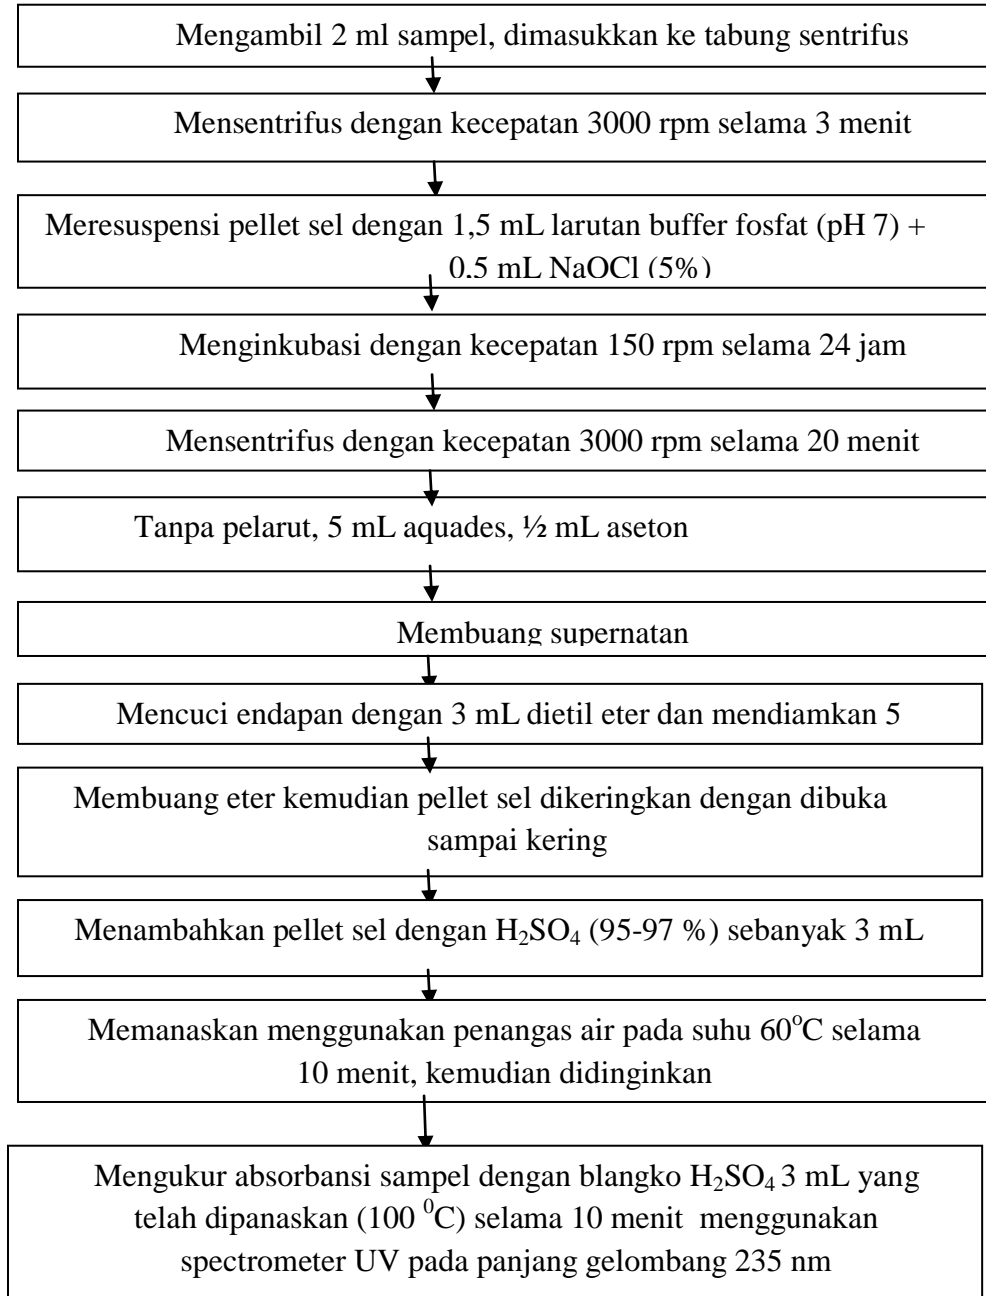 Mengambil 2 ml sampel, dimasukkan ke tabung sentrifus
Mensentrifus dengan kecepatan 3000 rpm selama 3 menit
Meresuspensi pellet sel dengan 1,5 mL larutan buffer fosfat (pH 7) +
0,5 mL NaOCl (5%)
Menginkubasi dengan kecepatan 150 rpm selama 24 jam
Mensentrifus dengan kecepatan 3000 rpm selama 20 menit
Tanpa pelarut, 5 mL aquades, ½ mL aseton
Membuang supernatan
Mencuci endapan dengan 3 mL dietil eter dan mendiamkan 5
Membuang eter kemudian pellet sel dikeringkan dengan dibuka
sampai kering
Menambahkan pellet sel dengan H₂SO₄ (95-97 %) sebanyak 3 mL
Memanaskan menggunakan penangas air pada suhu 60°C selama
10 menit, kemudian didinginkan
Mengukur absorbansi sampel dengan blangko H₂SO₄ 3 mL yang
telah dipanaskan (100 ⁰C) selama 10 menit menggunakan
spectrometer UV pada panjang gelombang 235 nm